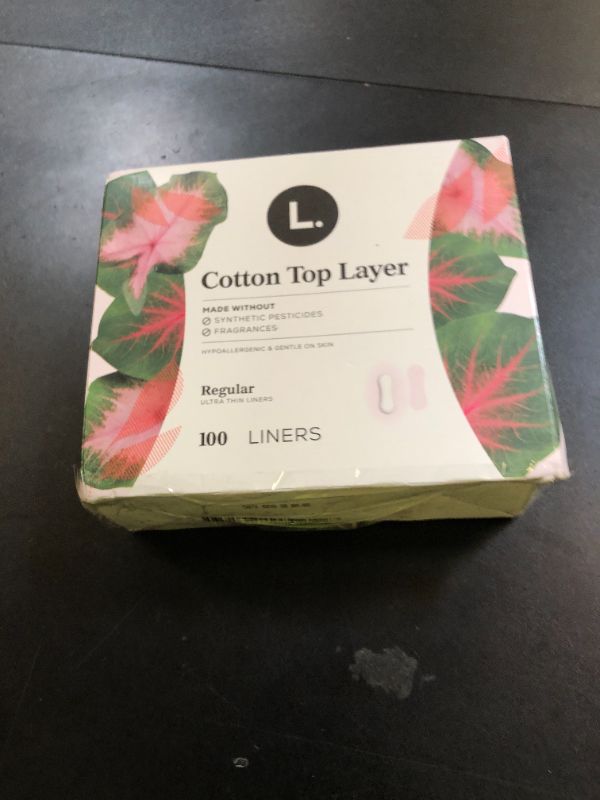 L.
Cotton Top Layer
MADE WITHOUT
SYNTHETIC PESTICIDES
FRAGRANCES
HYPOALLERGENIC & GENTLE ON SKIN
Regular
ULTRA THIN LINERS
100 LINERS